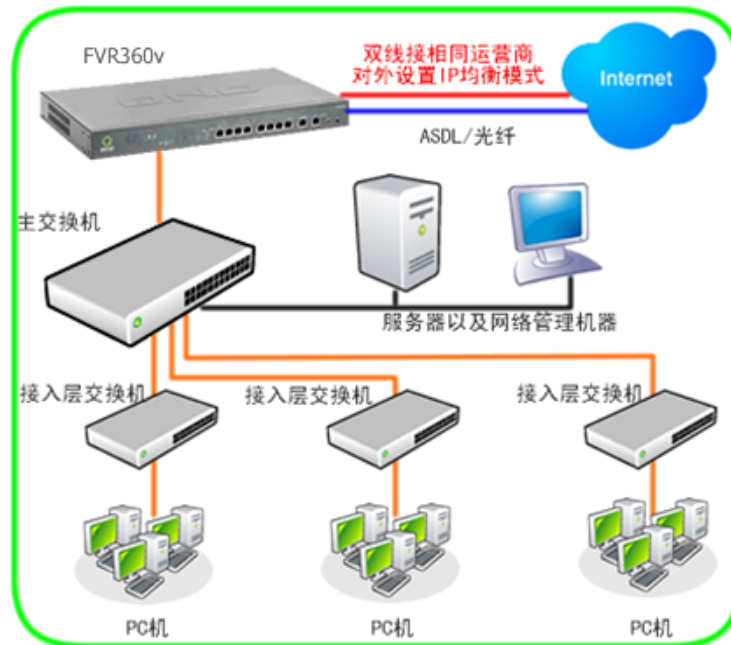 FVR360v
双线接相同运营商
对外设置IP均衡模式
Internet
ASDL/光纤
主交换机
服务器以及网络管理机器
接入层交换机
接入层交换机
接入层交换机
PC机
PC机
PC机